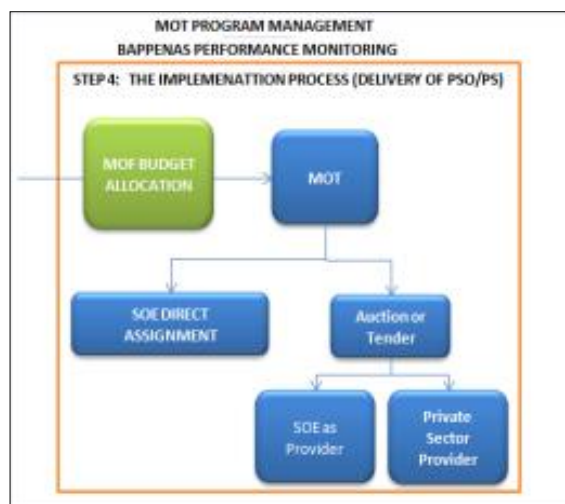 MOT PROGRAM MANAGEMENT
BAPPENAS PERFORMANCE MONITORING
STEP 4: THE IMPLEMENATTION PROCESS (DELIVERY OF PSO/PS)
MOF BUDGET
ALLOCATION
MOT
SOE DIRECT
ASSIGNMENT
Auction or
Tender
SOE as
Provider
Private
Sector
Provider